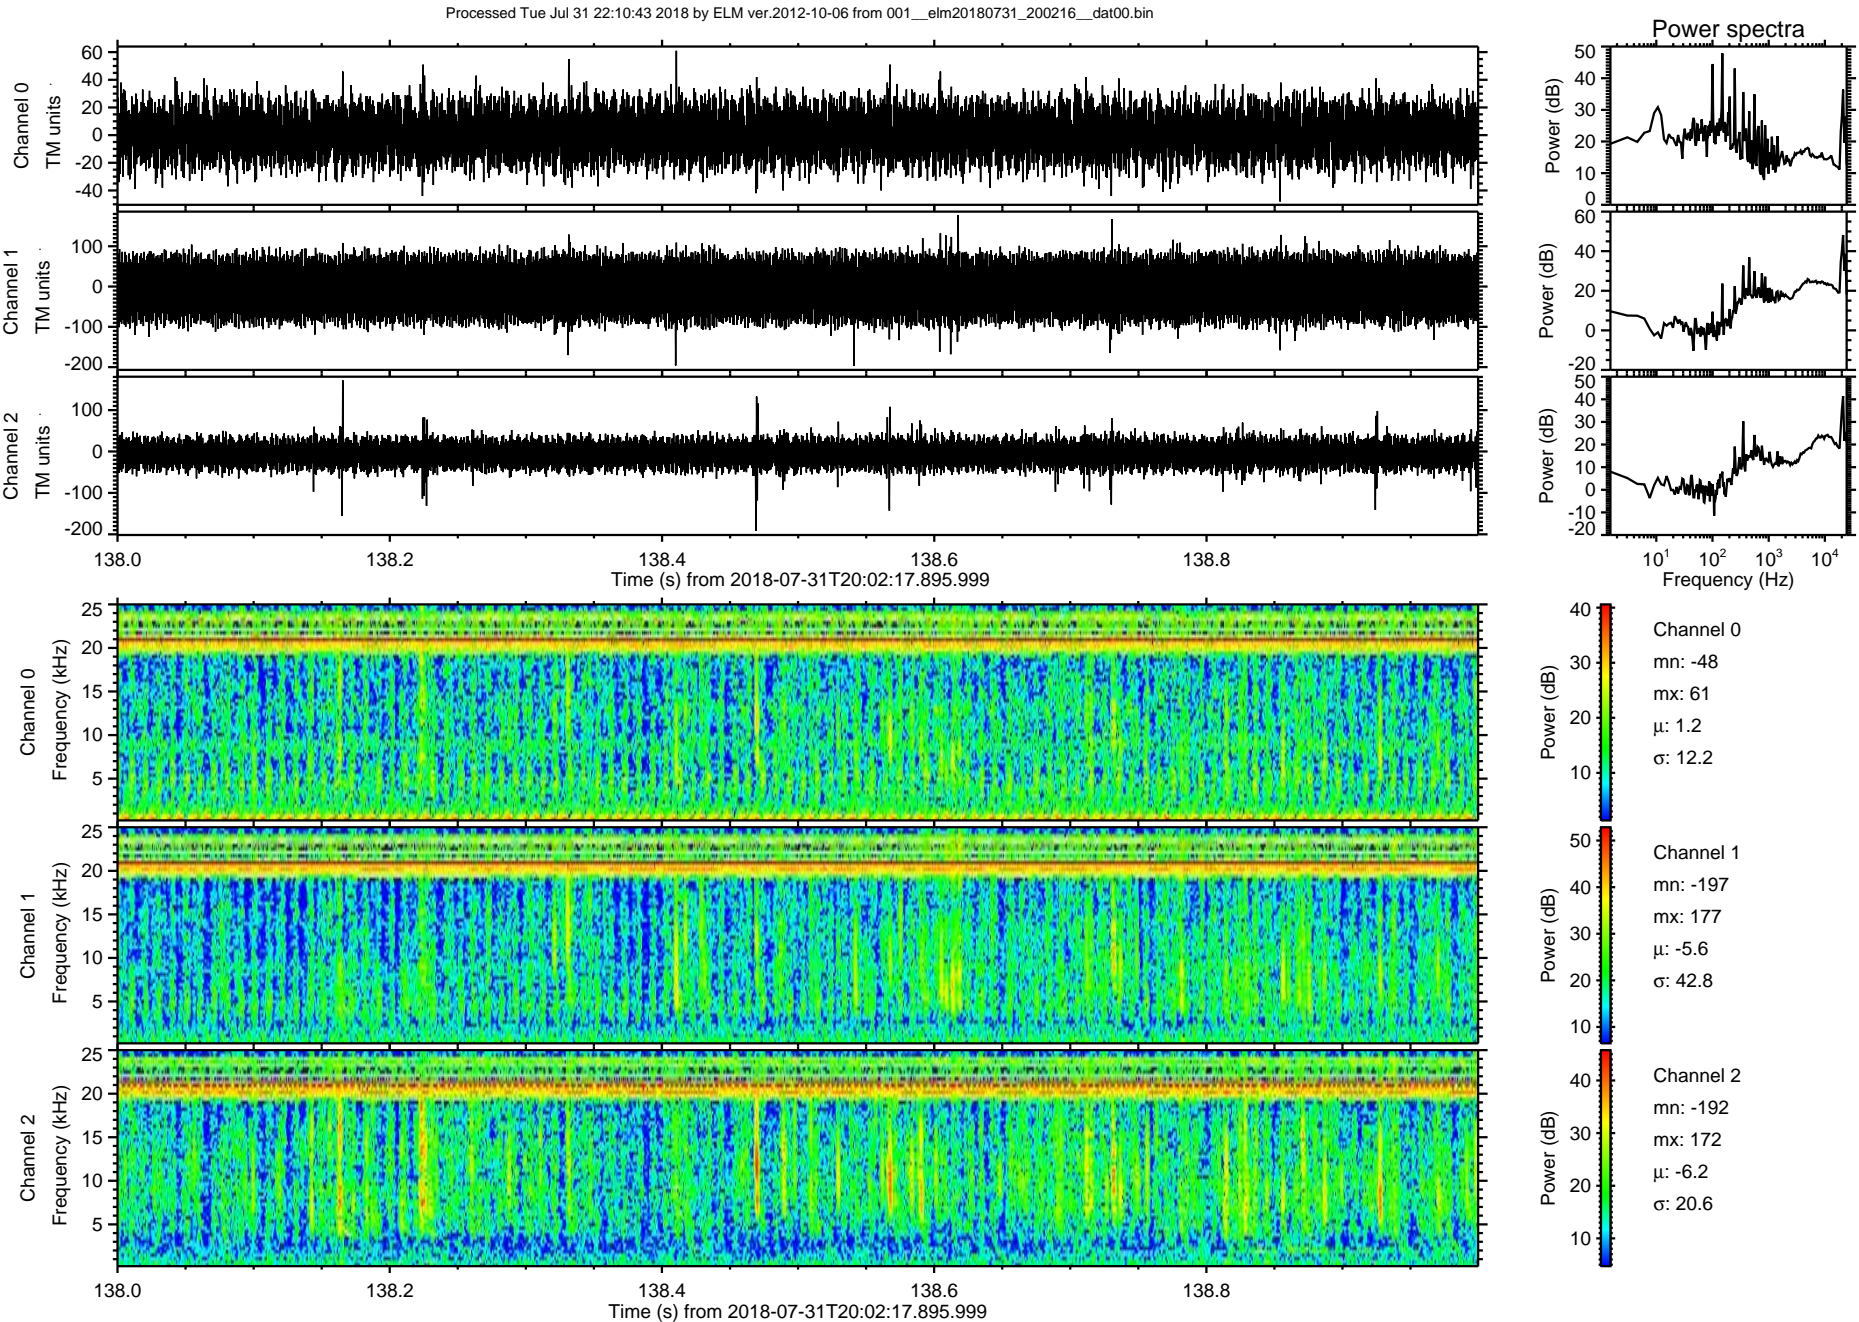 Processed Tue Jul 31 22:10:43 2018 by ELM ver.2012-10-06 from 001__elm20180731_200216__dat00.bin
Power spectra
Channel 0
TM units
60
40
20
0
-20
-40
Power (dB)
50
40
30
20
10
0
Channel 1
TM units
100
0
-100
-200
Power (dB)
60
40
20
0
-20
Channel 2
TM units
100
0
-100
-200
Power (dB)
50
40
30
20
10
0
-10
-20
138.0 138.2 138.4 138.6 138.8
Time (s) from 2018-07-31T20:02:17.895.999
10^1 10^2 10^3 10^4
Frequency (Hz)
Channel 0
Frequency (kHz)
25
20
15
10
5
Power (dB)
40
30
20
10
Channel 0
mn: -48
mx: 61
μ: 1.2
σ: 12.2
Channel 1
Frequency (kHz)
25
20
15
10
5
Power (dB)
50
40
30
20
10
Channel 1
mn: -197
mx: 177
μ: -5.6
σ: 42.8
Channel 2
Frequency (kHz)
25
20
15
10
5
Power (dB)
40
30
20
10
Channel 2
mn: -192
mx: 172
μ: -6.2
σ: 20.6
138.0 138.2 138.4 138.6 138.8
Time (s) from 2018-07-31T20:02:17.895.999